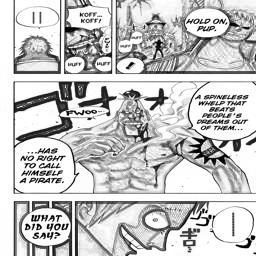 !!
KOFF...
KOFF!
HUFF
HUFF
HUFF
HOLD ON,
PUP.
FWOO
A SPINELESS
WHELP THAT
BEATS
PEOPLE'S
DREAMS OUT
OF THEM...
...HAS
NO RIGHT
TO CALL
HIMSELF
A PIRATE.
WHAT
DID YOU
SAY?